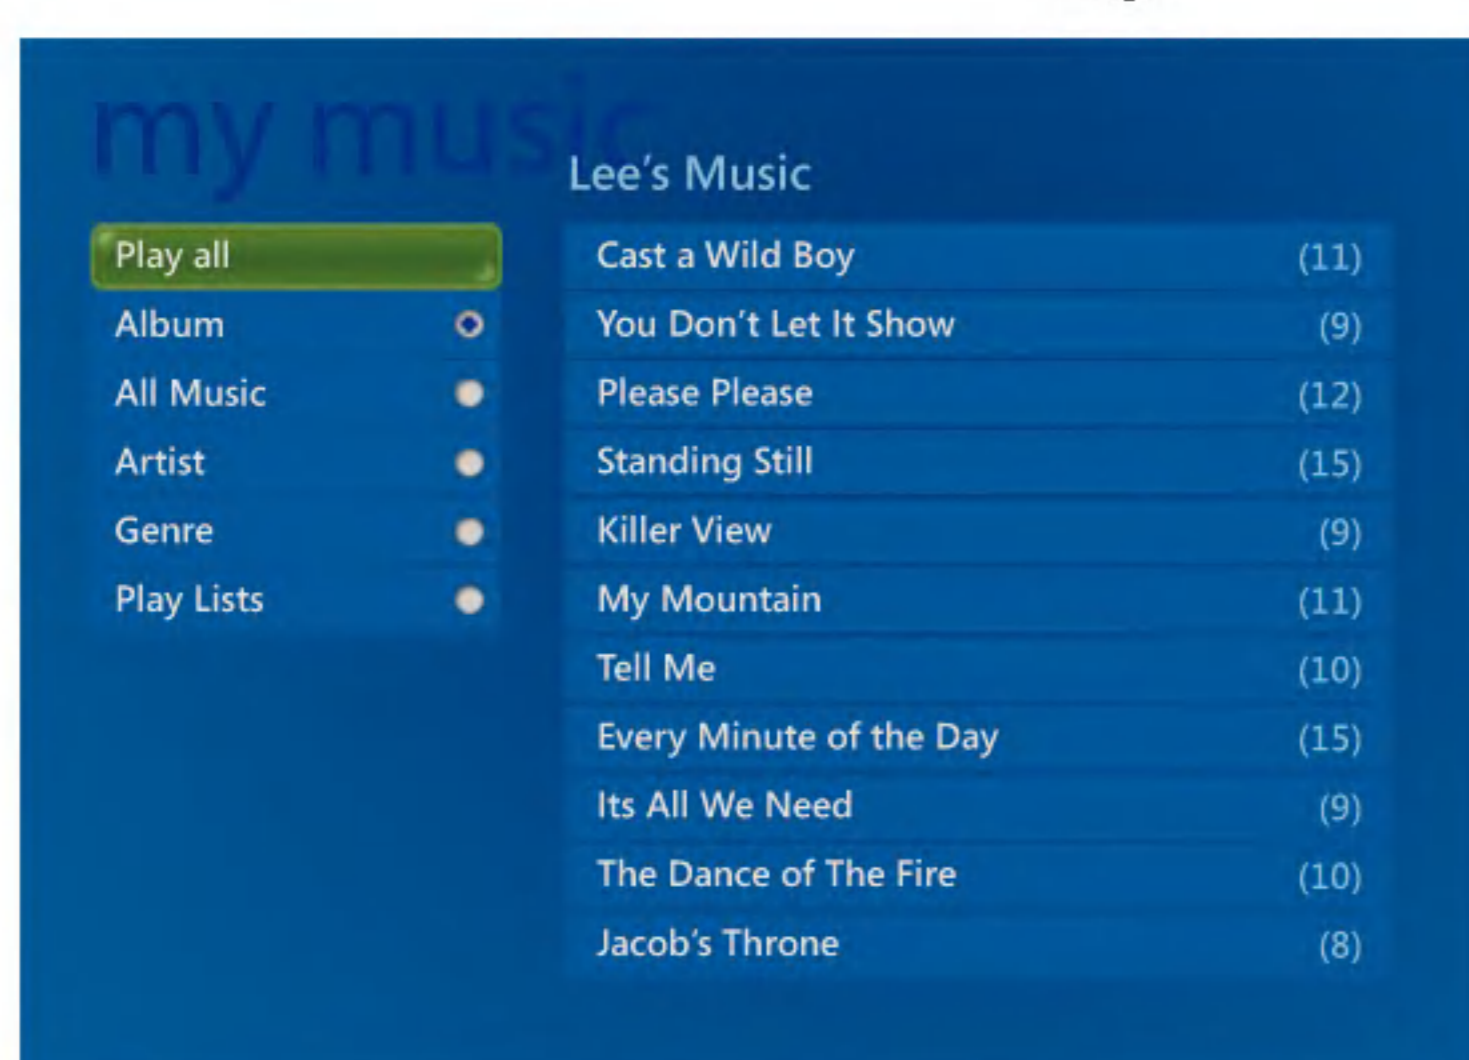 my music
Lee's Music
Play all
Album
All Music
Artist
Genre
Play Lists
Cast a Wild Boy (11)
You Don't Let It Show (9)
Please Please (12)
Standing Still (15)
Killer View (9)
My Mountain (11)
Tell Me (10)
Every Minute of the Day (15)
Its All We Need (9)
The Dance of The Fire (10)
Jacob's Throne (8)